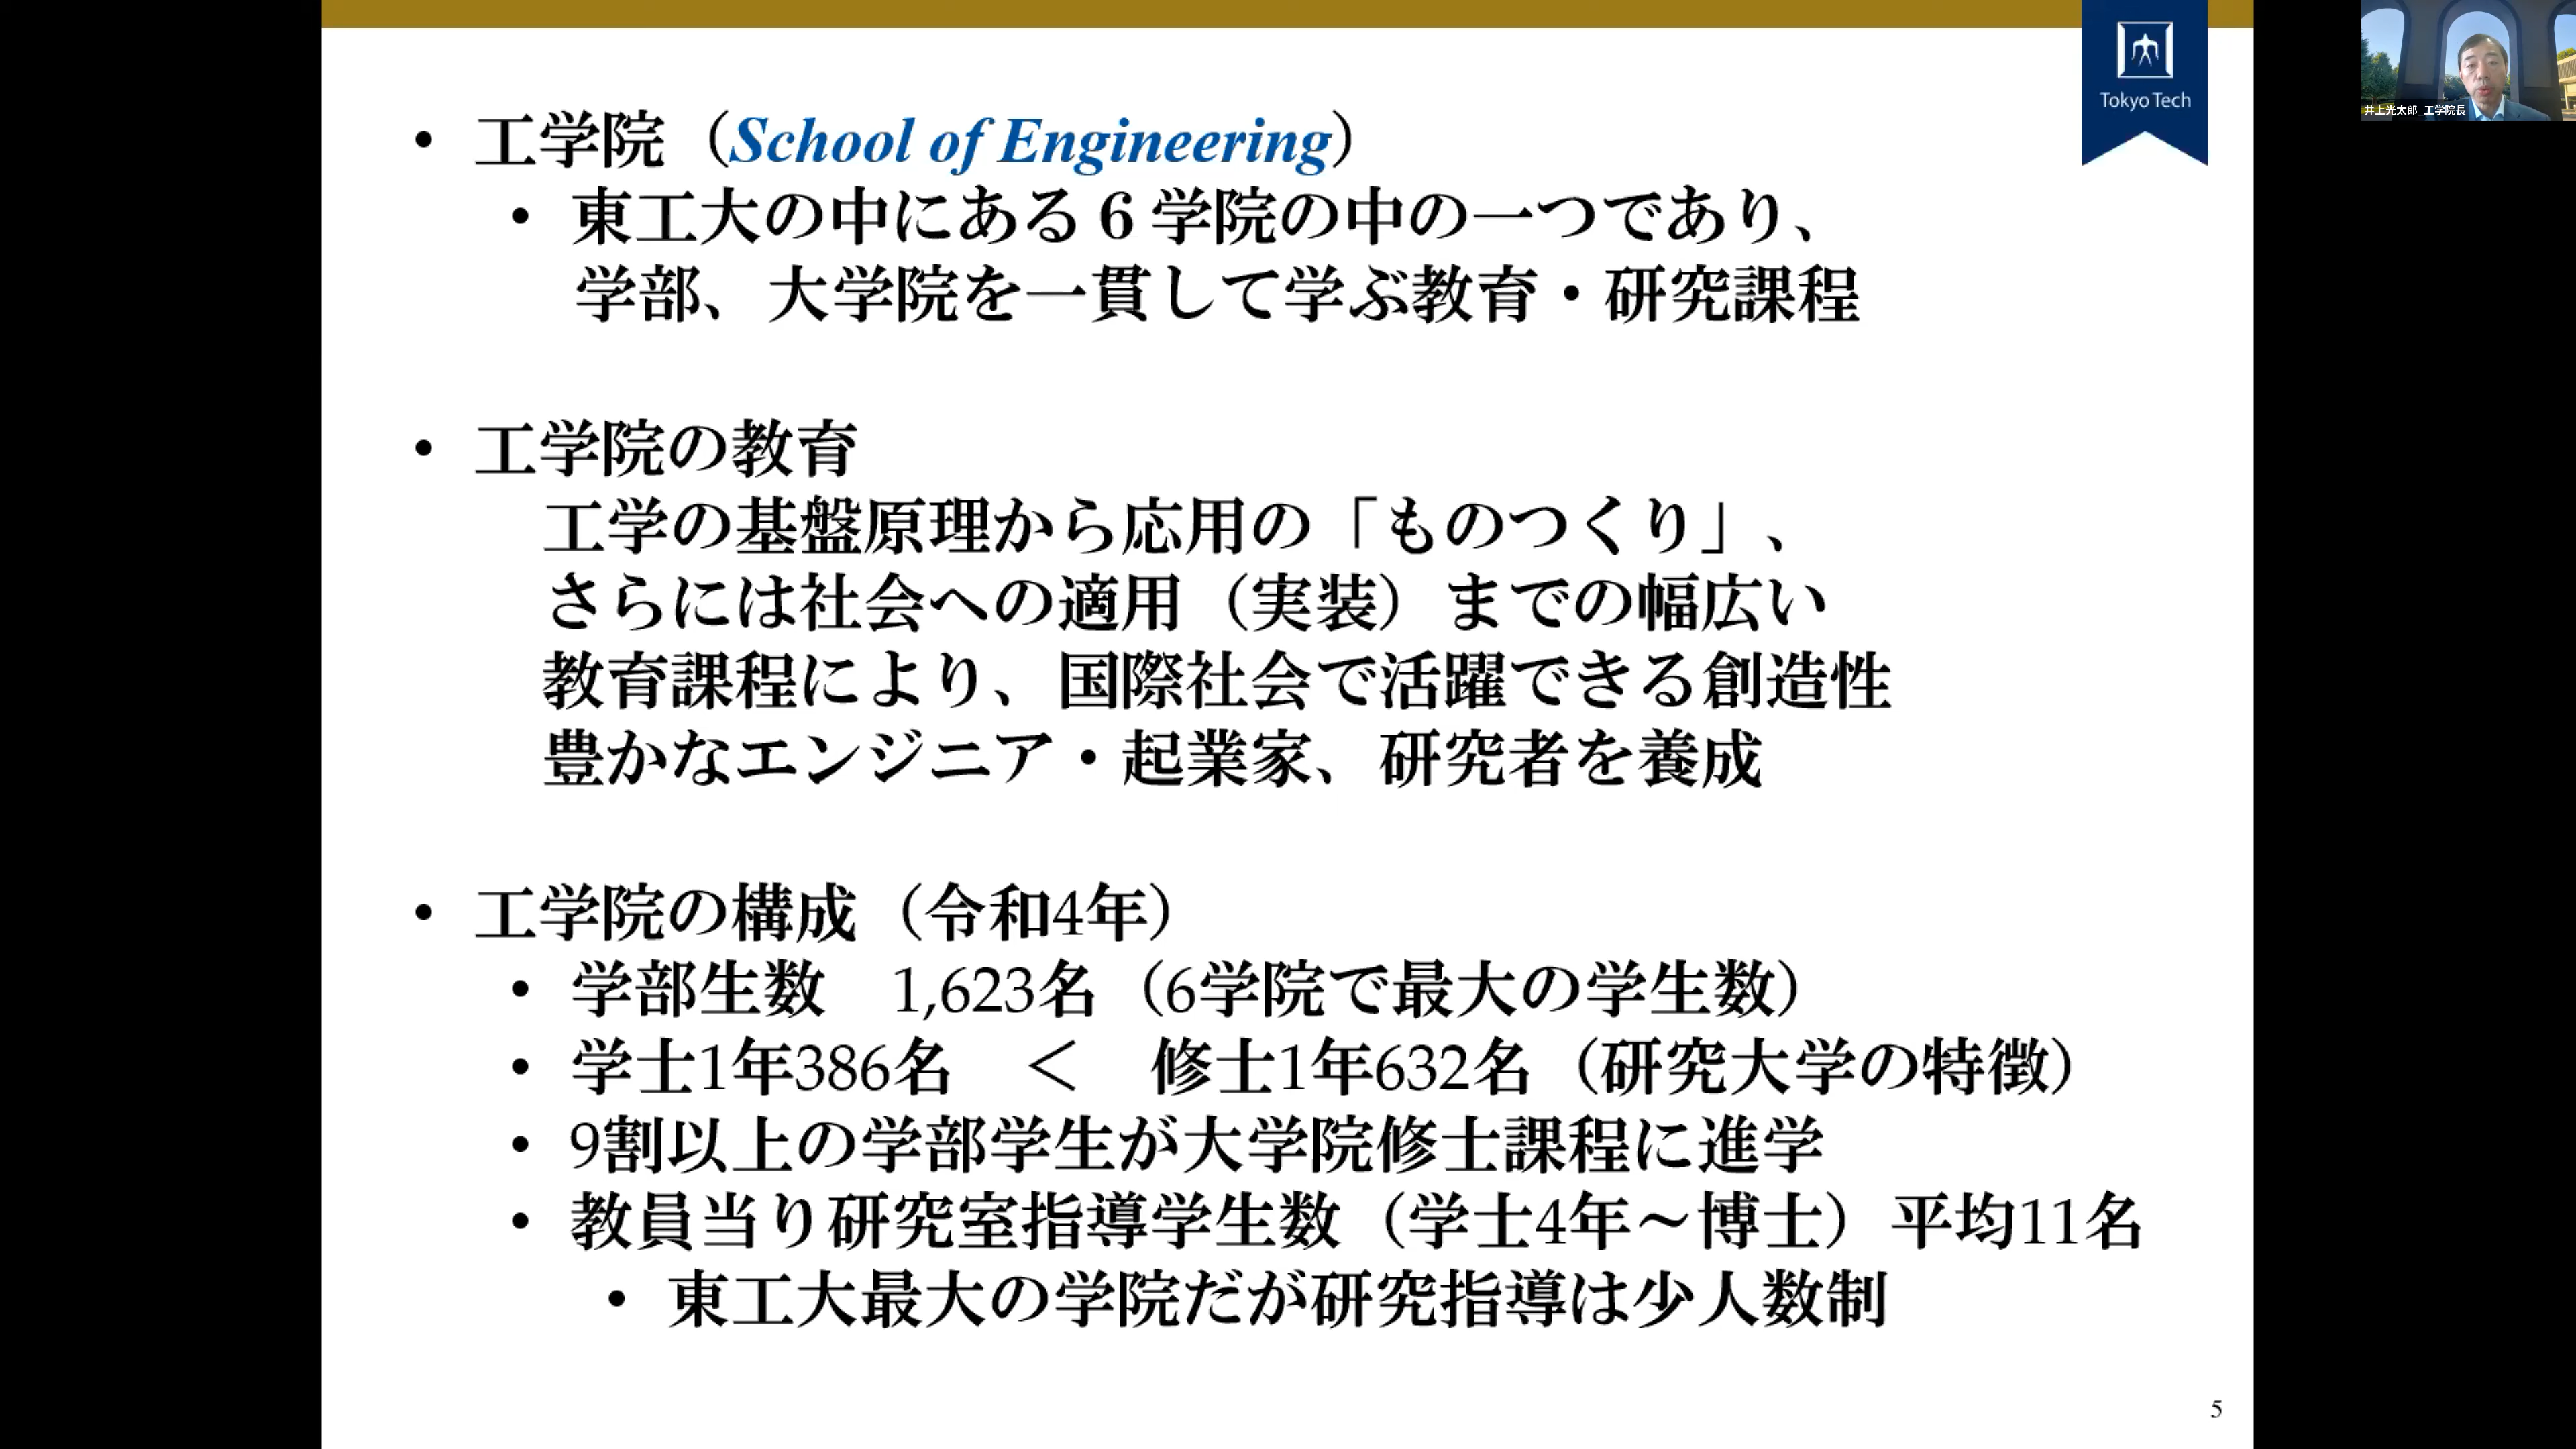 • 工学院（School of Engineering）
• 東工大の中にある６学院の中の一つであり、
学部、大学院を一貫して学ぶ教育・研究課程
• 工学院の教育
工学の基盤原理から応用の「ものつくり」、
さらには社会への適用（実装）までの幅広い
教育課程により、国際社会で活躍できる創造性
豊かなエンジニア・起業家、研究者を養成
• 工学院の構成（令和4年）
• 学部生数　1,623名（6学院で最大の学生数）
• 学士1年386名　＜　修士1年632名（研究大学の特徴）
• 9割以上の学部学生が大学院修士課程に進学
• 教員当り研究室指導学生数（学士4年～博士）平均11名
• 東工大最大の学院だが研究指導は少人数制
5
Tokyo Tech
井上光太郎_工学院長